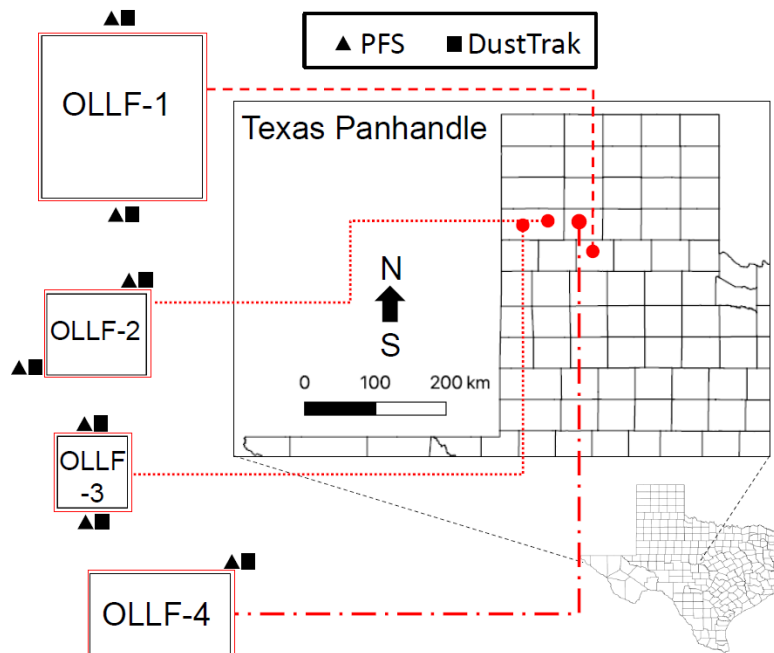 PFS DustTrak
OLLF-1
Texas Panhandle
N
S
0 100 200 km
OLLF-2
OLLF
-3
OLLF-4